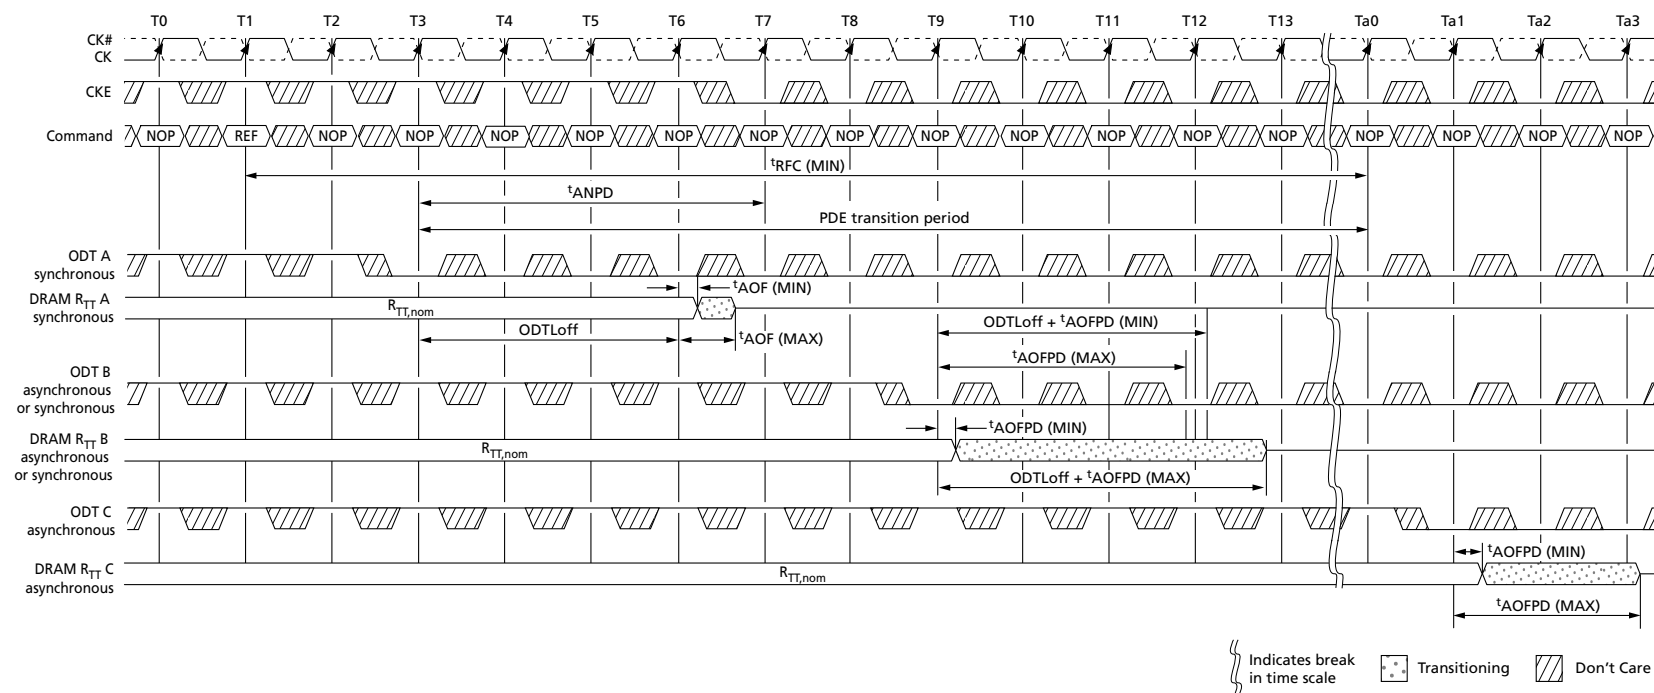 T0 T1 T2 T3 T4 T5 T6 T7 T8 T9 T10 T11 T12 T13 Ta0 Ta1 Ta2 Ta3
CK#
CK
CKE
Command NOP REF NOP NOP NOP NOP NOP NOP NOP NOP NOP NOP NOP NOP NOP NOP NOP NOP
tRFC (MIN)
tANPD
PDE transition period
ODT A
synchronous
tAOF (MIN)
DRAM RTT A
synchronous
RTT,nom
ODTLoff + tAOFPD (MIN)
ODTLoff
tAOF (MAX)
tAOFPD (MAX)
ODT B
asynchronous
or synchronous
tAOFPD (MIN)
DRAM RTT B
asynchronous
or synchronous
RTT,nom
ODTLoff + tAOFPD (MAX)
ODT C
asynchronous
tAOFPD (MIN)
DRAM RTT C
asynchronous
RTT,nom
tAOFPD (MAX)
Indicates break
in time scale
Transitioning
Don't Care